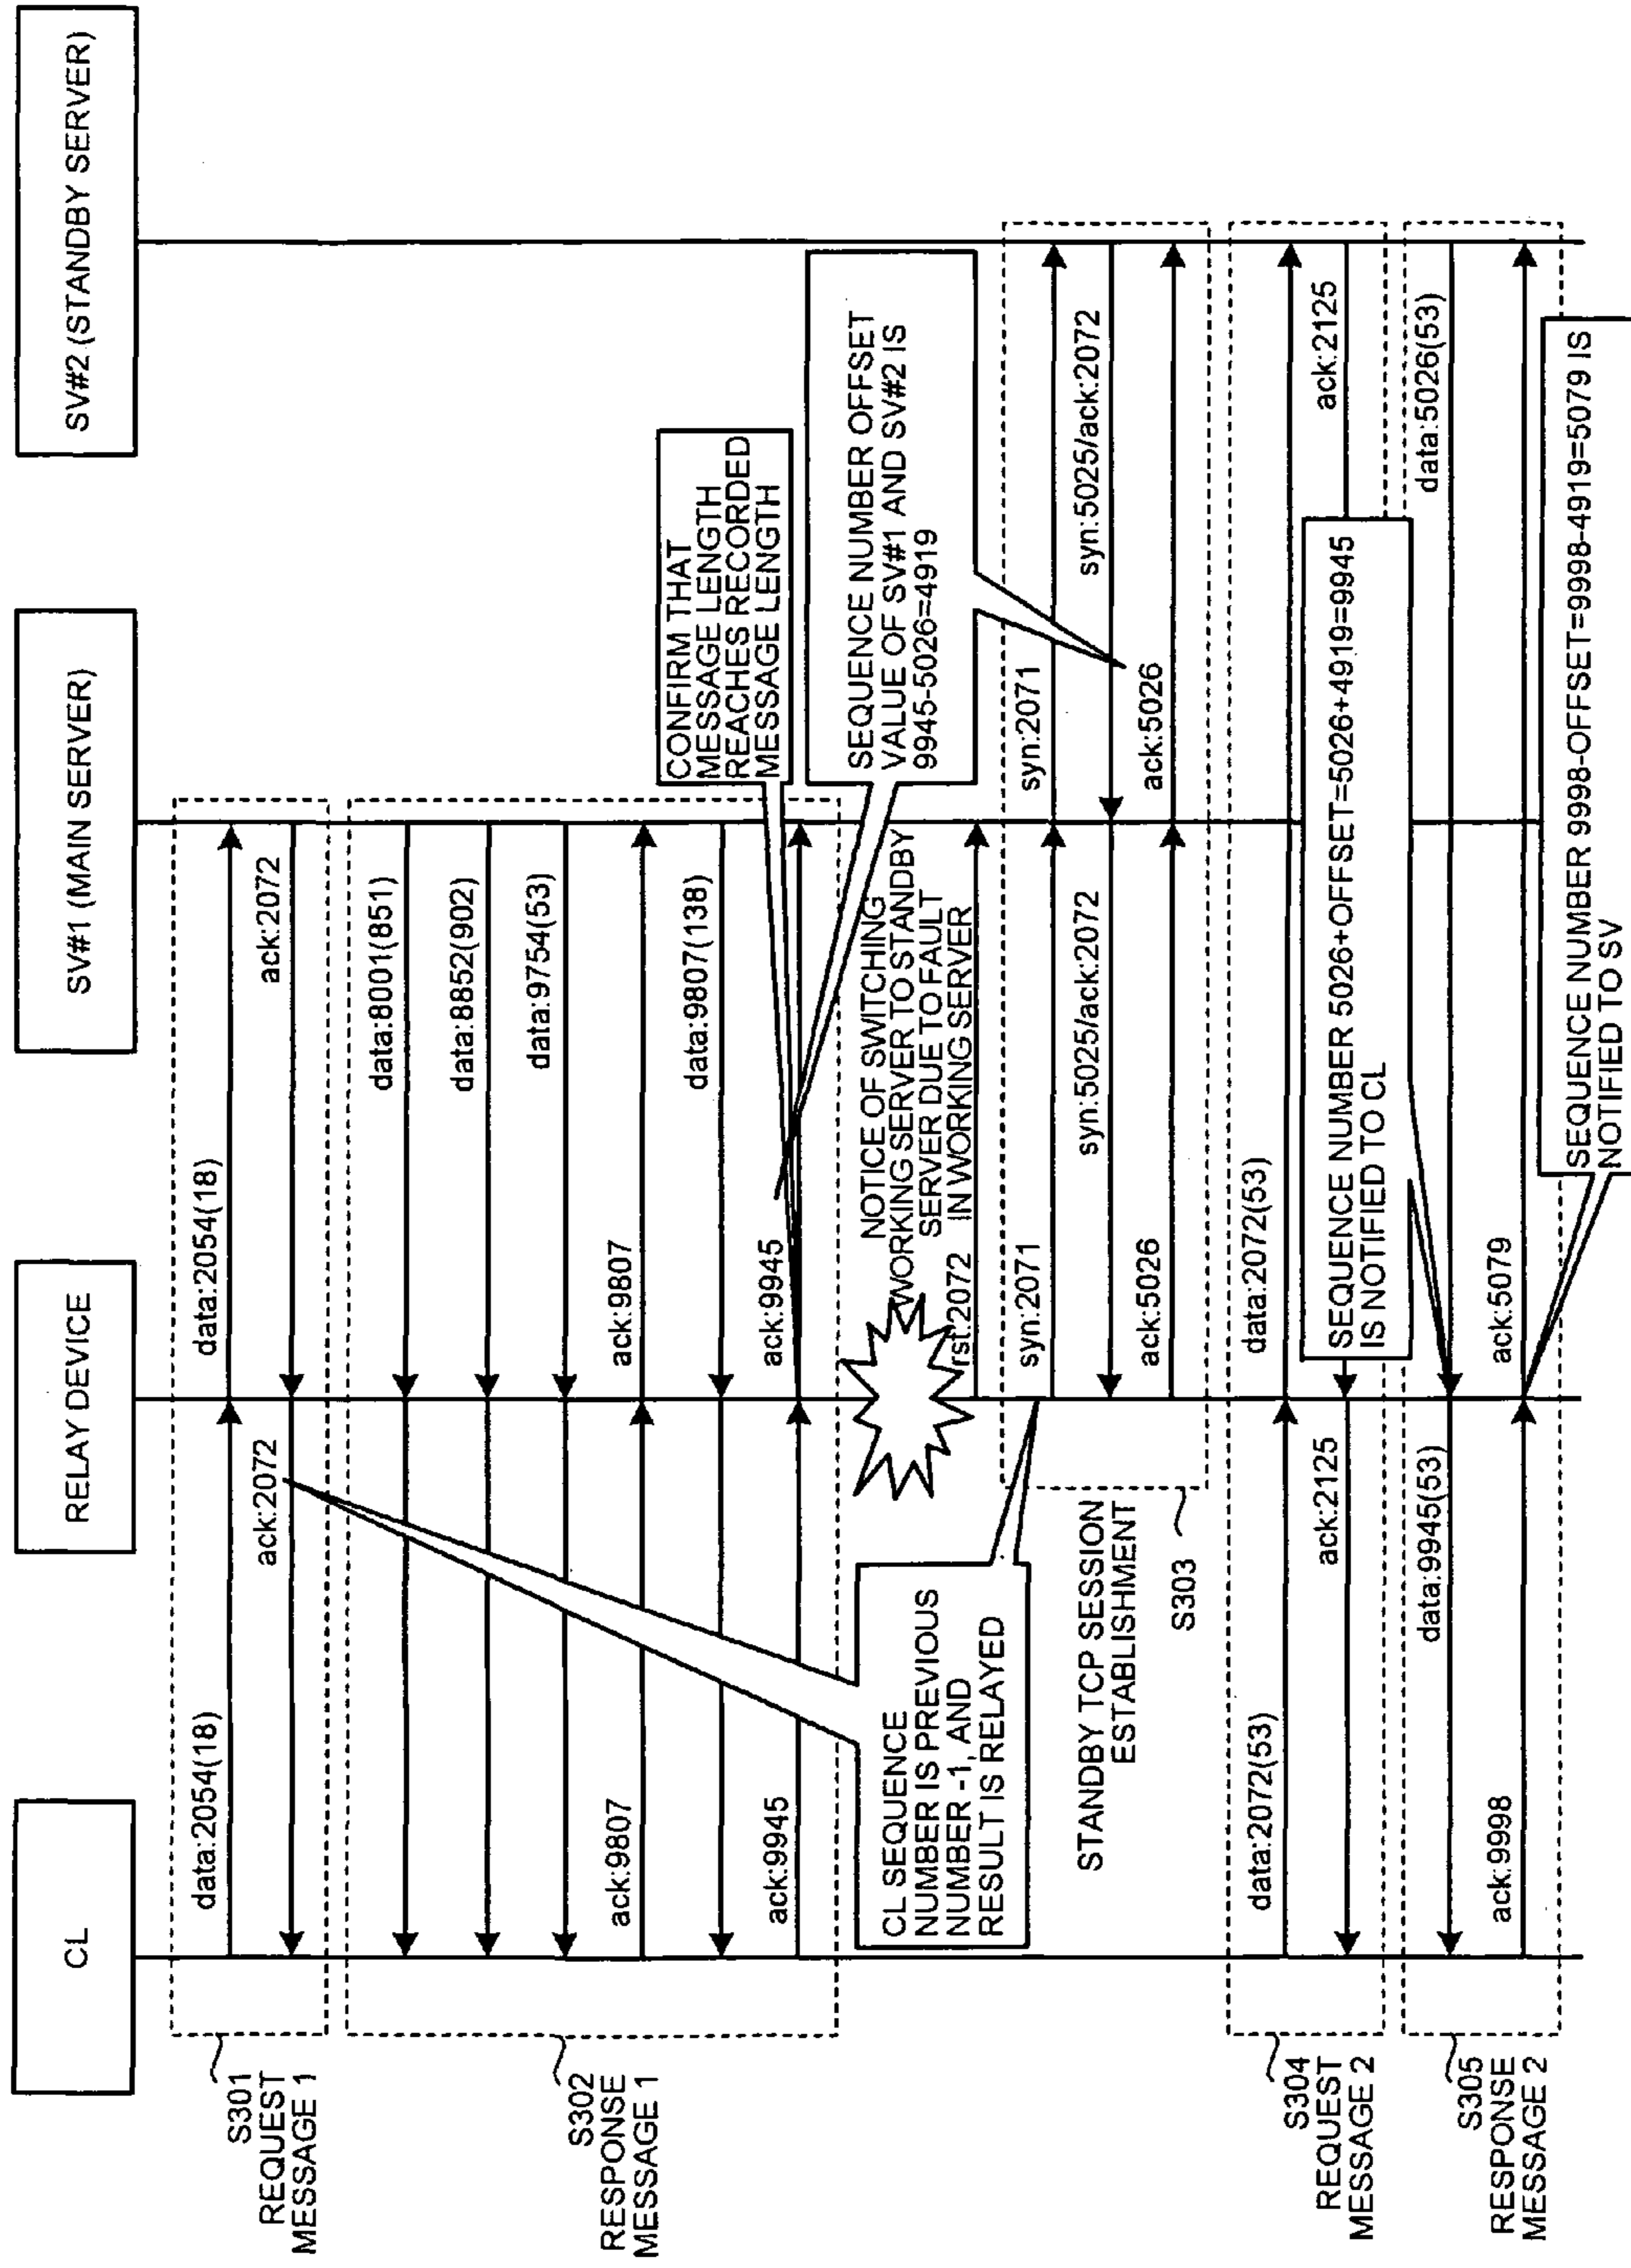 CL
RELAY DEVICE
SV#1 (MAIN SERVER)
SV#2 (STANDBY SERVER)
S301
REQUEST
MESSAGE 1
data:2054(18)
data:2054(18)
ack:2072
ack:2072
S302
RESPONSE
MESSAGE 1
data:8001(851)
data:8852(902)
data:9754(53)
ack:9807
ack:9807
data:9807(138)
ack:9945
ack:9945
CONFIRM THAT
MESSAGE LENGTH
REACHES RECORDED
MESSAGE LENGTH
SEQUENCE NUMBER OFFSET
VALUE OF SV#1 AND SV#2 IS
9945-5026=4919
NOTICE OF SWITCHING
WORKING SERVER TO STANDBY
SERVER DUE TO FAULT
IN WORKING SERVER
rst:2072
CL SEQUENCE
NUMBER IS PREVIOUS
NUMBER -1, AND
RESULT IS RELAYED
STANDBY TCP SESSION
ESTABLISHMENT
S303
syn:2071
syn:2071
syn:5025/ack:2072
syn:5025/ack:2072
ack:5026
ack:5026
S304
REQUEST
MESSAGE 2
data:2072(53)
data:2072(53)
ack:2125
ack:2125
SEQUENCE NUMBER 5026+OFFSET=5026+4919=9945
IS NOTIFIED TO CL
S305
RESPONSE
MESSAGE 2
data:9945(53)
data:5026(53)
ack:9998
ack:5079
SEQUENCE NUMBER 9998-OFFSET=9998-4919=5079 IS
NOTIFIED TO SV